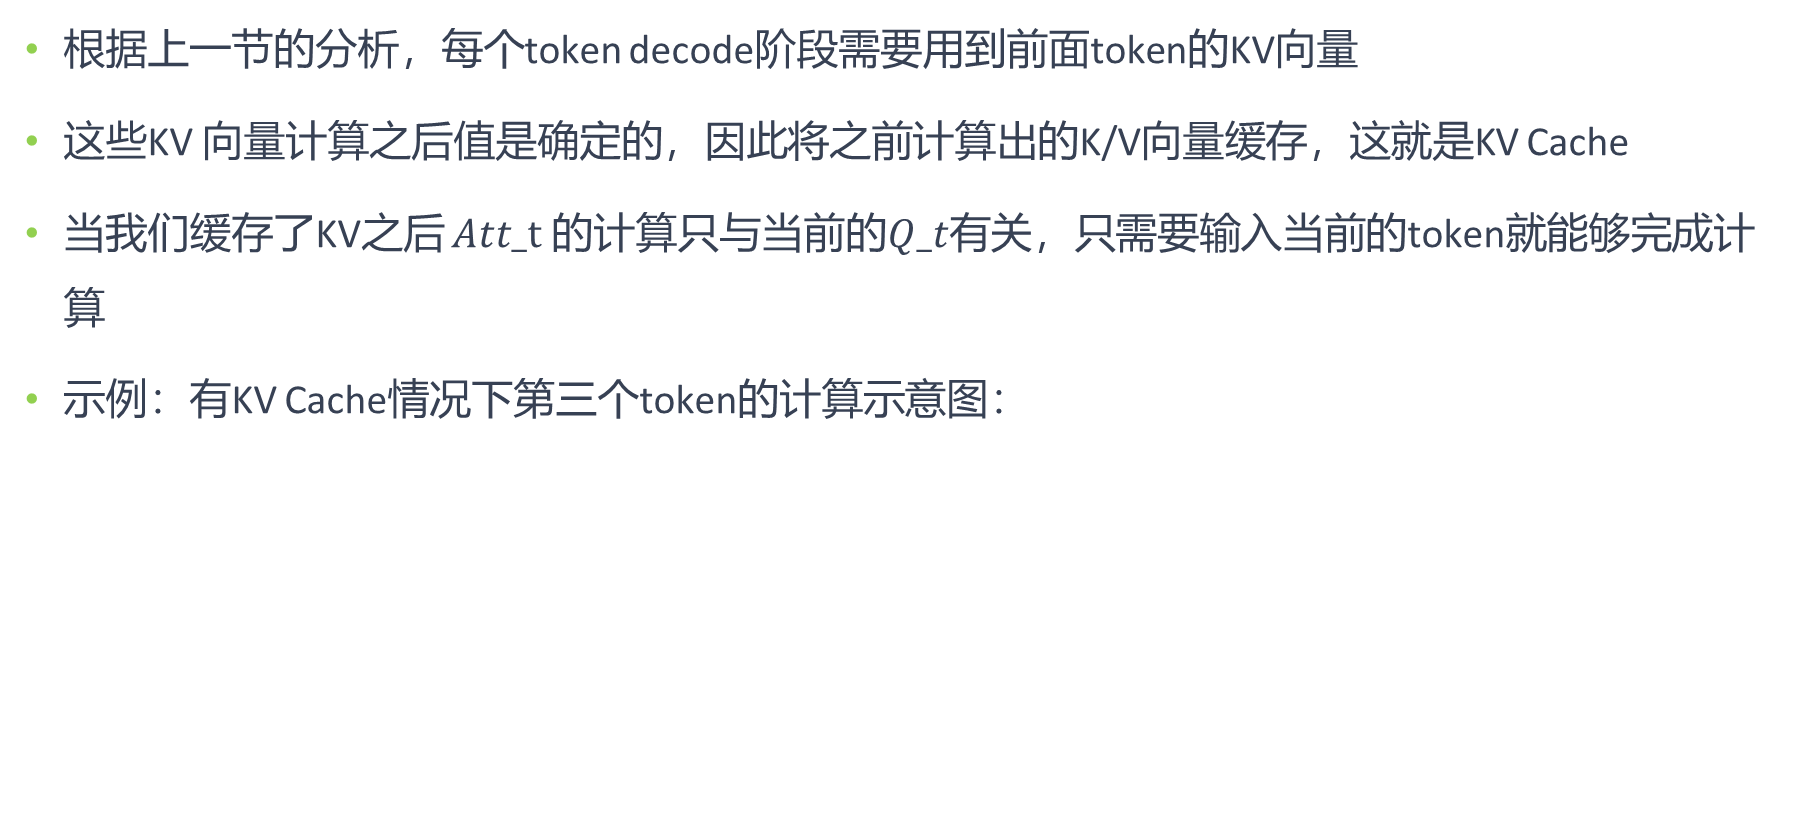 • 根据上一节的分析，每个token decode阶段需要用到前面token的KV向量
• 这些KV 向量计算之后值是确定的，因此将之前计算出的K/V向量缓存，这就是KV Cache
• 当我们缓存了KV之后 Att_t 的计算只与当前的Q_t有关，只需要输入当前的token就能够完成计
算
• 示例：有KV Cache情况下第三个token的计算示意图：